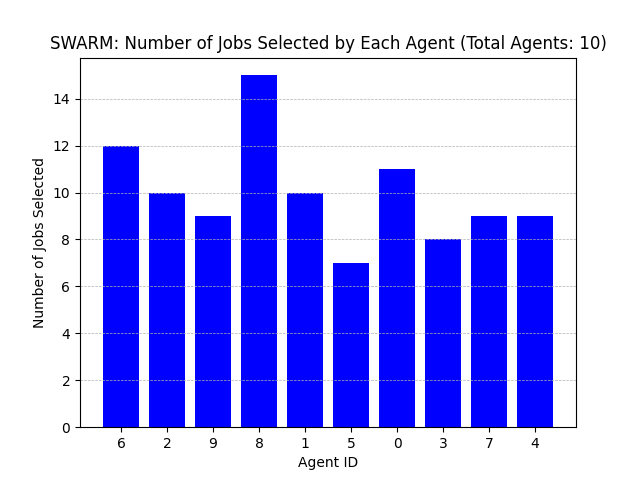 SWARM: Number of Jobs Selected by Each Agent (Total Agents: 10)
Number of Jobs Selected
14
12
10
8
6
4
2
0
6 2 9 8 1 5 0 3 7 4
Agent ID